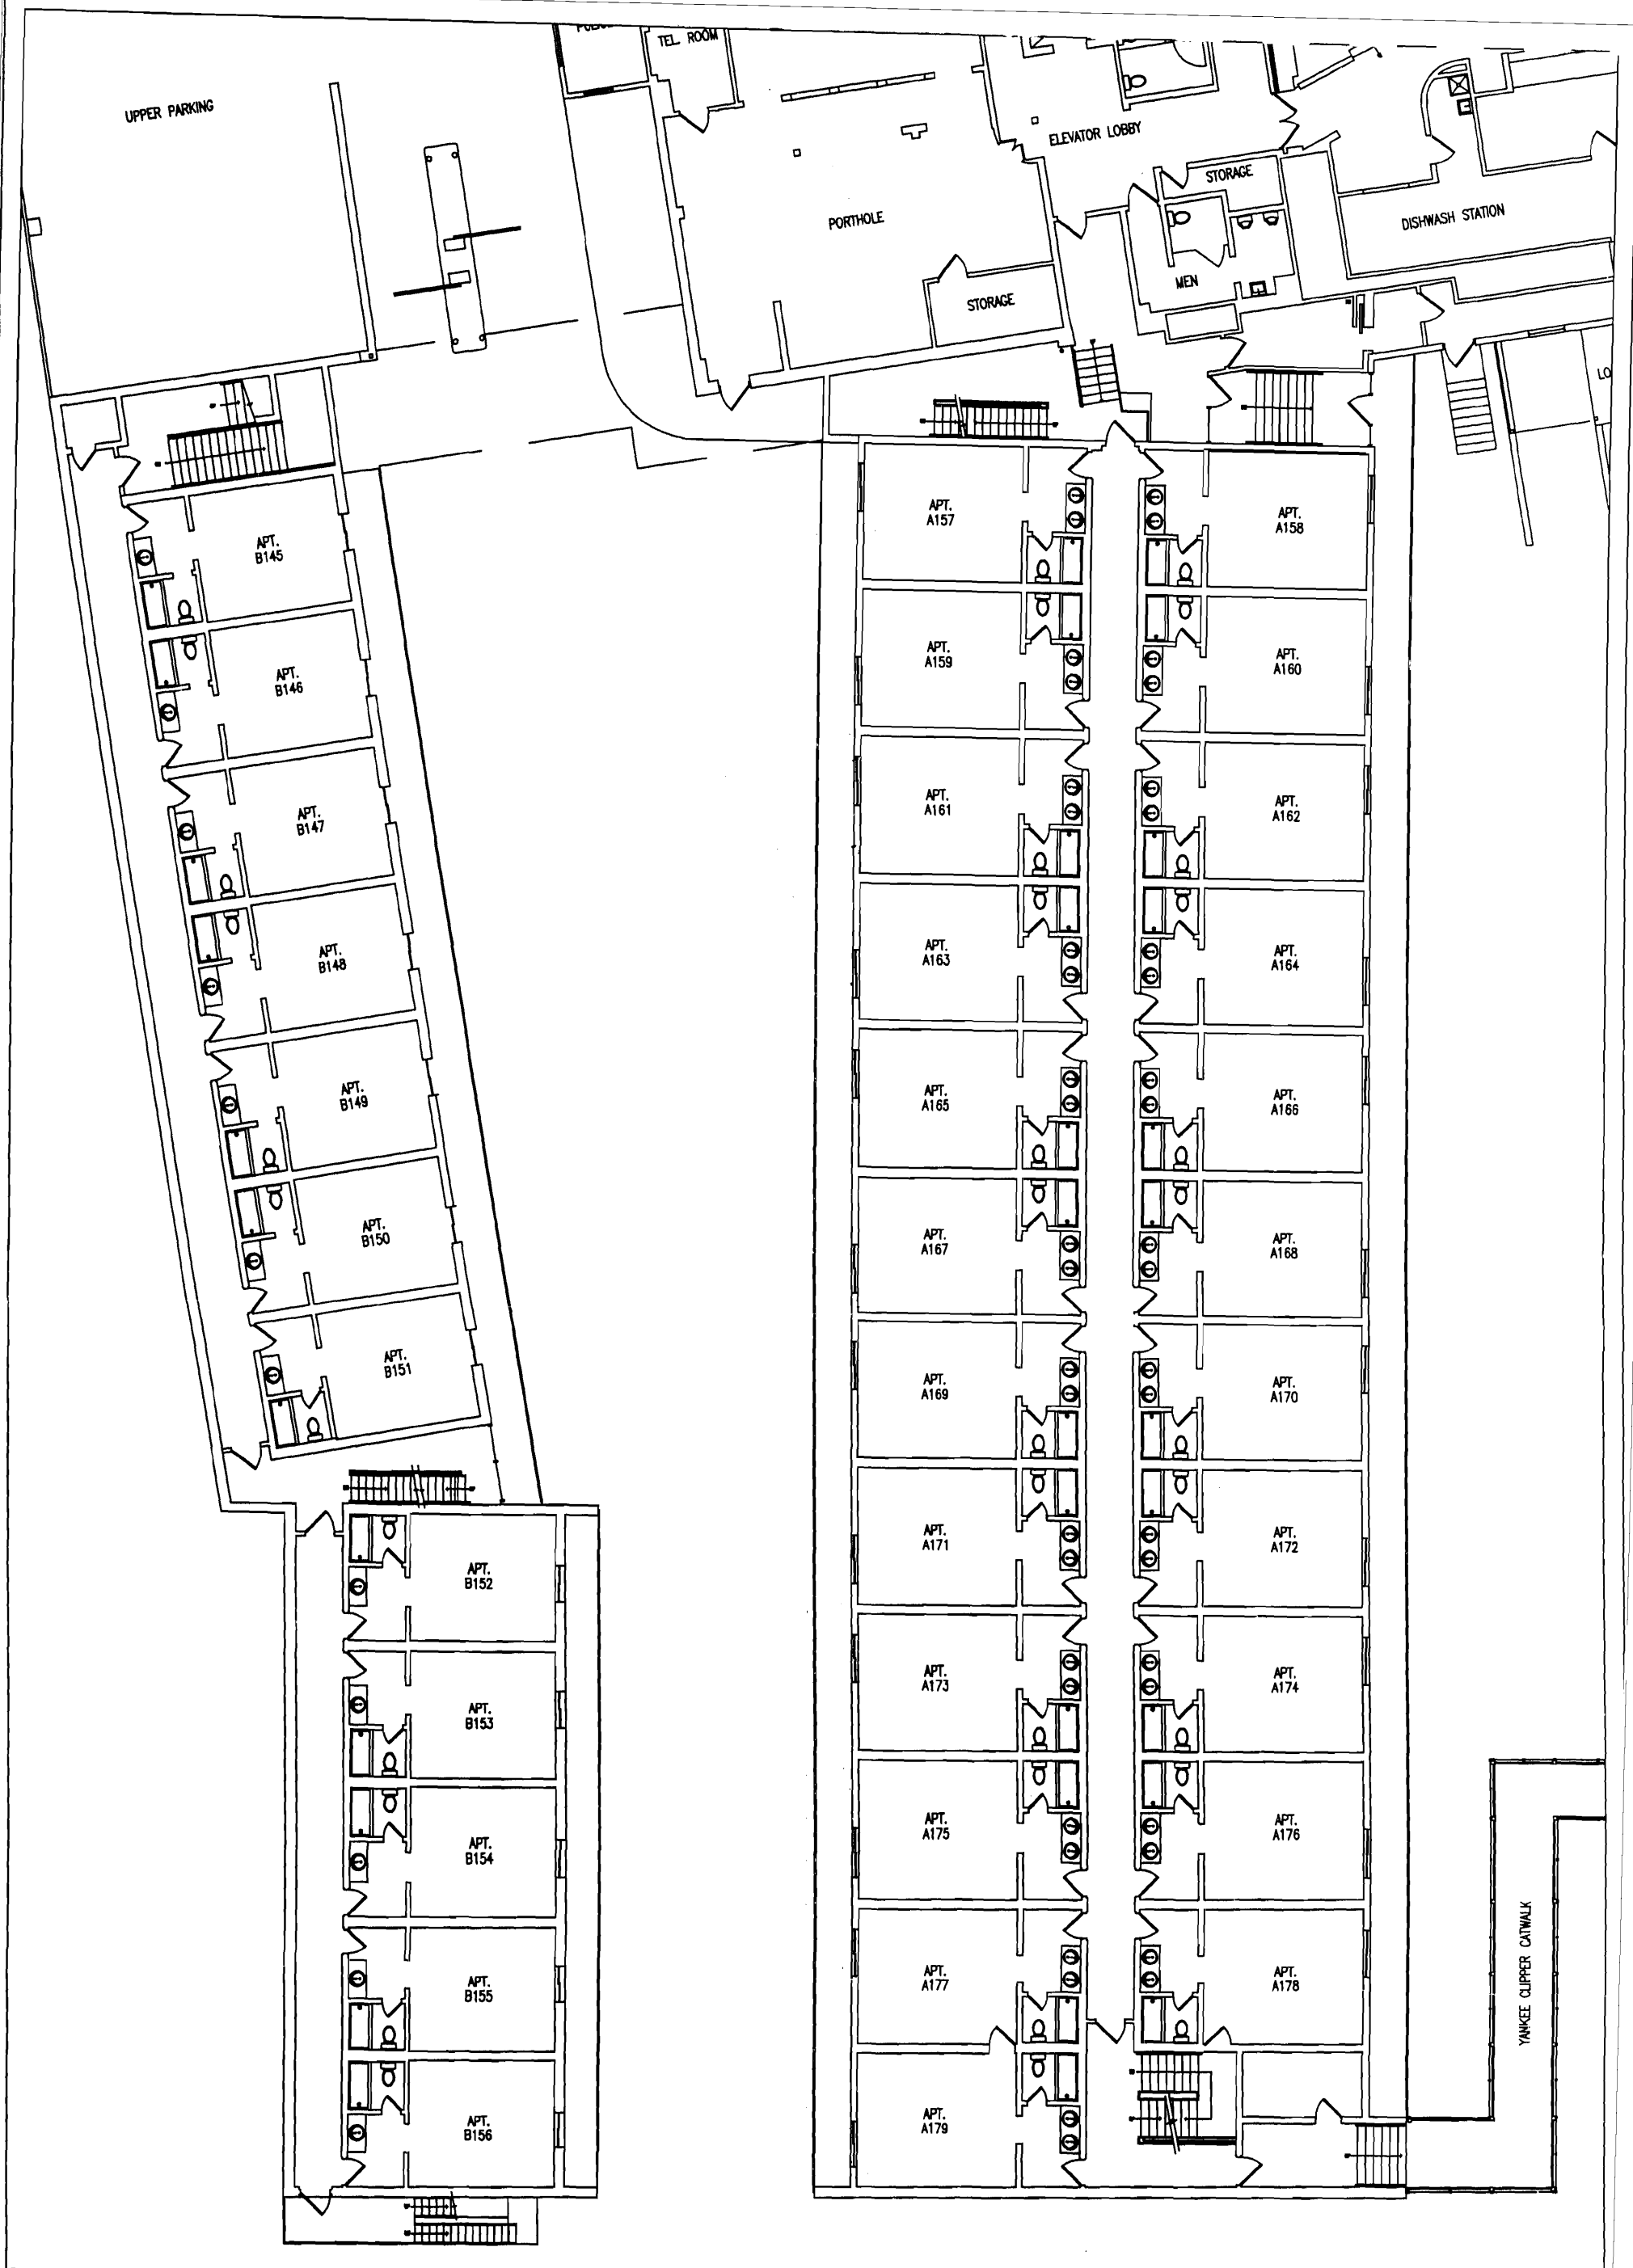 TEL. ROOM
UPPER PARKING
ELEVATOR LOBBY
STORAGE
PORTHOLE
DISHWASH STATION
MEN
STORAGE
LO
APT.
B145
APT.
B146
APT.
B147
APT.
B148
APT.
B149
APT.
B150
APT.
B151
APT.
B152
APT.
B153
APT.
B154
APT.
B155
APT.
B156
APT.
A157
APT.
A158
APT.
A159
APT.
A160
APT.
A161
APT.
A162
APT.
A163
APT.
A164
APT.
A165
APT.
A166
APT.
A167
APT.
A168
APT.
A169
APT.
A170
APT.
A171
APT.
A172
APT.
A173
APT.
A174
APT.
A175
APT.
A176
APT.
A177
APT.
A178
APT.
A179
YANKEE CLIPPER CATWALK